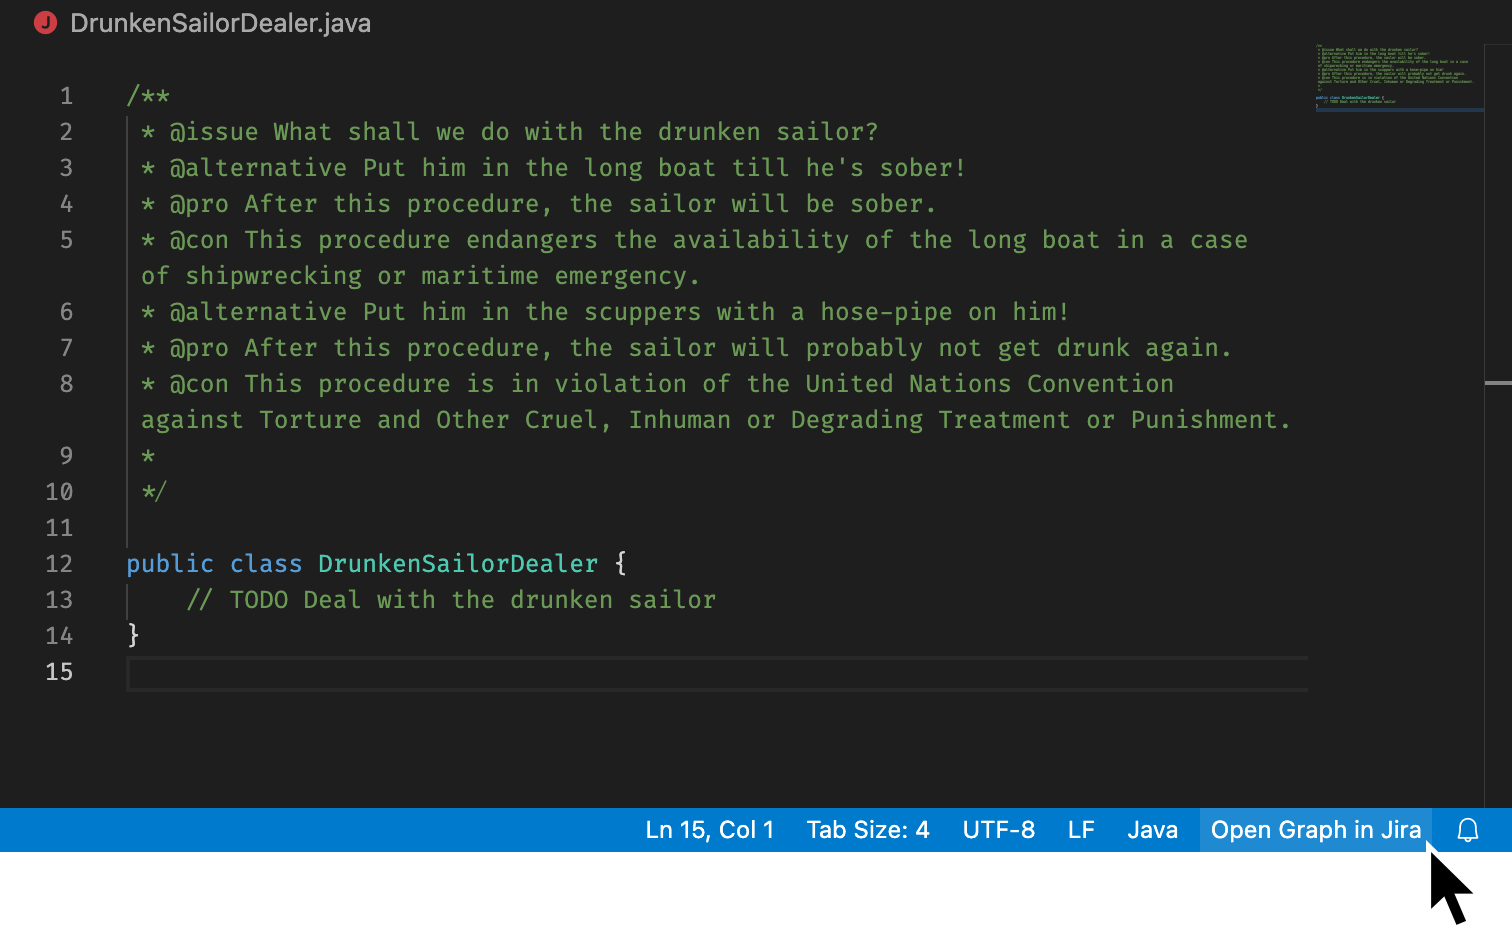 J DrunkenSailorDealer.java
1 /**
2 * @issue What shall we do with the drunken sailor?
3 * @alternative Put him in the long boat till he's sober!
4 * @pro After this procedure, the sailor will be sober.
5 * @con This procedure endangers the availability of the long boat in a case
of shipwrecking or maritime emergency.
6 * @alternative Put him in the scuppers with a hose-pipe on him!
7 * @pro After this procedure, the sailor will probably not get drunk again.
8 * @con This procedure is in violation of the United Nations Convention
against Torture and Other Cruel, Inhuman or Degrading Treatment or Punishment.
9 *
10 */
11
12 public class DrunkenSailorDealer {
13 // TODO Deal with the drunken sailor
14 }
15
Ln 15, Col 1 Tab Size: 4 UTF-8 LF Java Open Graph in Jira